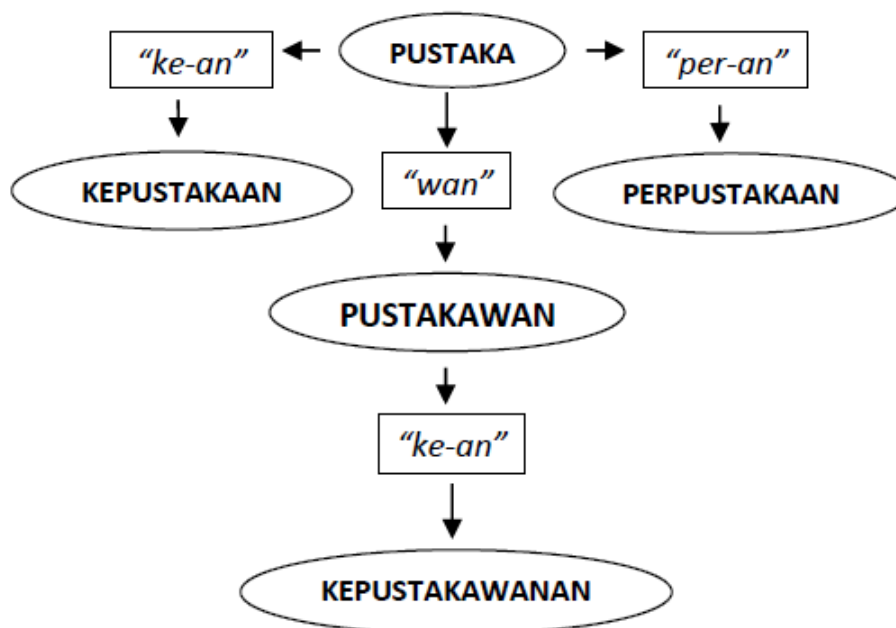 PUSTAKA
“ke-an”
“per-an”
KEPUSTAKAAN
“wan”
PERPUSTAKAAN
PUSTAKAWAN
“ke-an”
KEPUSTAKAWANAN